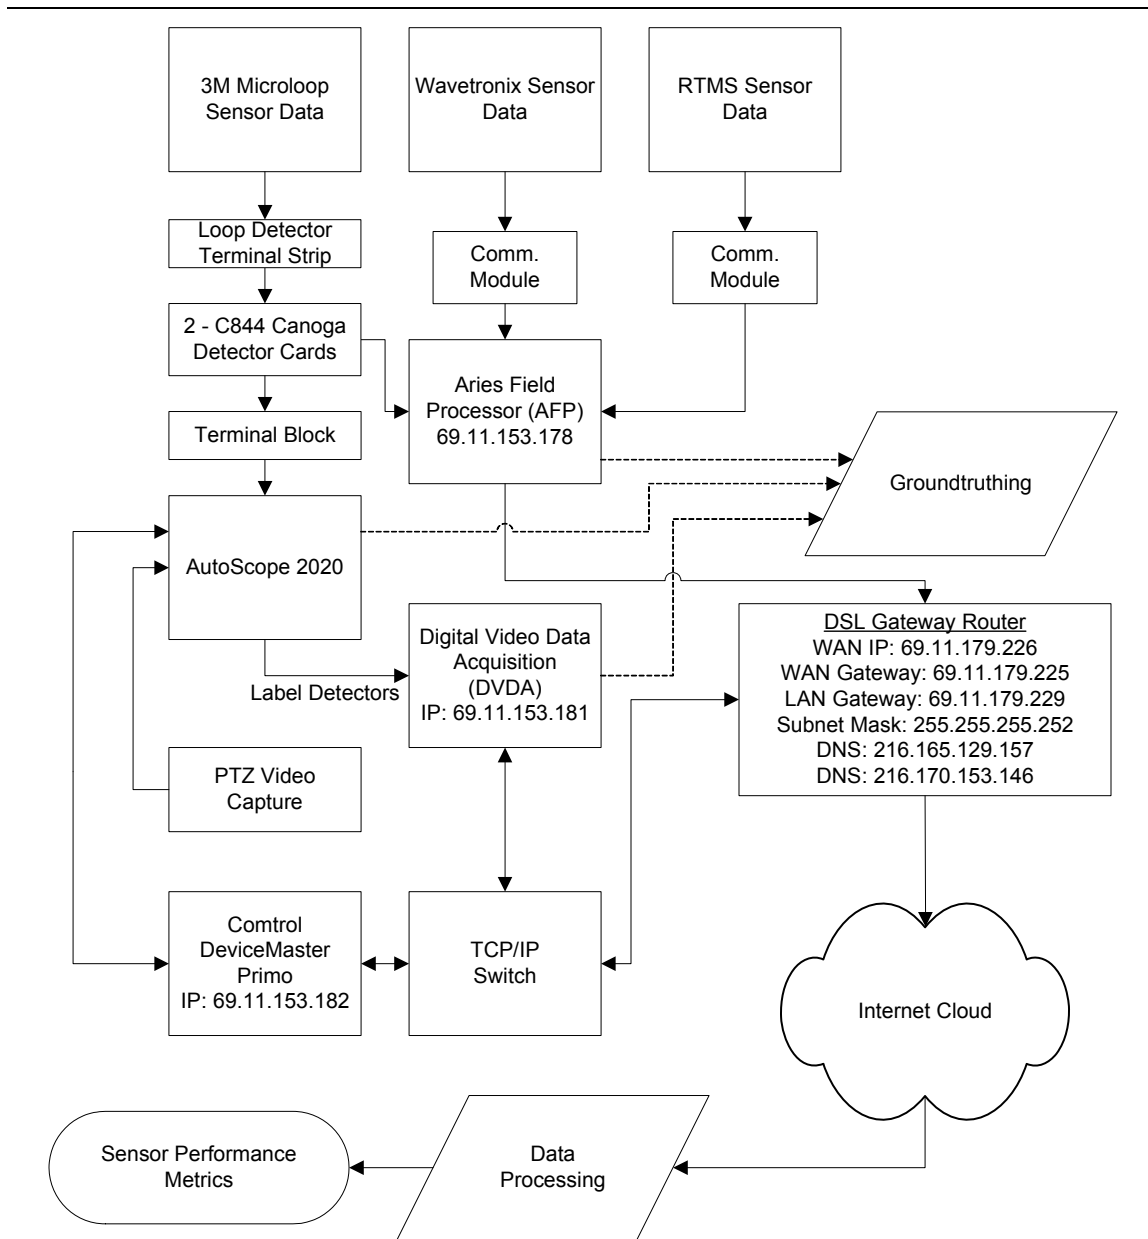 3M Microloop
Sensor Data
Wavetronix Sensor
Data
RTMS Sensor
Data
Loop Detector
Terminal Strip
Comm.
Module
Comm.
Module
2 - C844 Canoga
Detector Cards
Aries Field
Processor (AFP)
69.11.153.178
Terminal Block
Groundtruthing
AutoScope 2020
Label Detectors
Digital Video Data
Acquisition
(DVDA)
IP: 69.11.153.181
DSL Gateway Router
WAN IP: 69.11.179.226
WAN Gateway: 69.11.179.225
LAN Gateway: 69.11.179.229
Subnet Mask: 255.255.255.252
DNS: 216.165.129.157
DNS: 216.170.153.146
PTZ Video
Capture
Comtrol
DeviceMaster
Primo
IP: 69.11.153.182
TCP/IP
Switch
Internet Cloud
Sensor Performance
Metrics
Data
Processing